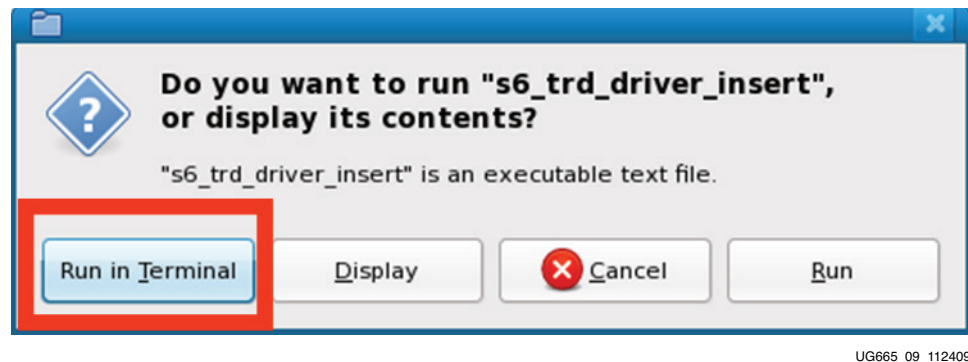 Do you want to run "s6_trd_driver_insert",
or display its contents?
"s6_trd_driver_insert" is an executable text file.
Run in Terminal
Display
Cancel
Run
UG665_09_112409